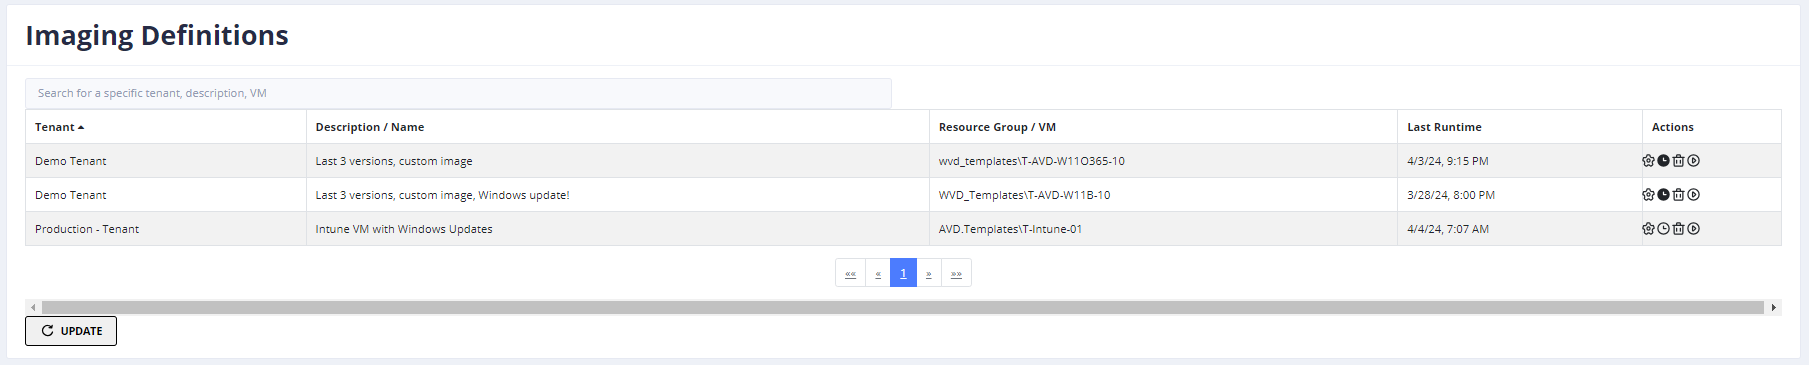 Imaging Definitions
Search for a specific tenant, description, VM
Tenant Description / Name Resource Group / VM Last Runtime Actions
Demo Tenant Last 3 versions, custom image wvd_templates\T-AVD-W11O365-10 4/3/24, 9:15 PM
Demo Tenant Last 3 versions, custom image, Windows update! WVD_Templates\T-AVD-W11B-10 3/28/24, 8:00 PM
Production - Tenant Intune VM with Windows Updates AVD.Templates\T-Intune-01 4/4/24, 7:07 AM
«« « 1 » »»
UPDATE